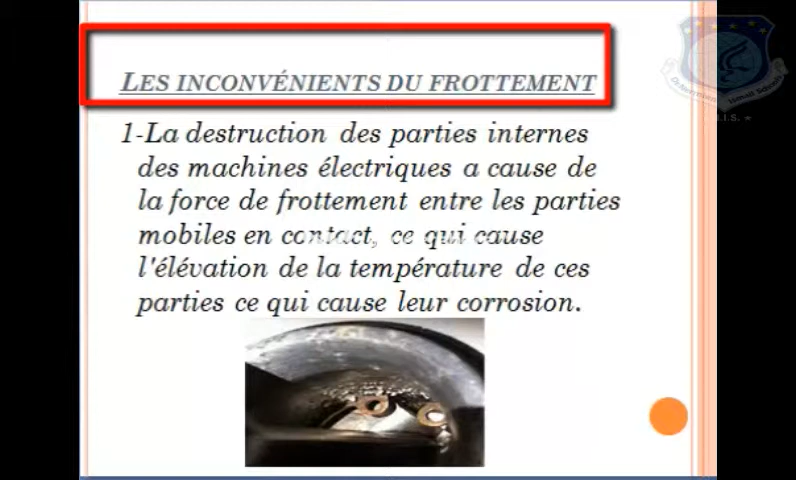 LES INCONVÉNIENTS DU FROTTEMENT
1-La destruction des parties internes
des machines électriques a cause de
la force de frottement entre les parties
mobiles en contact, ce qui cause
l'élévation de la température de ces
parties ce qui cause leur corrosion.